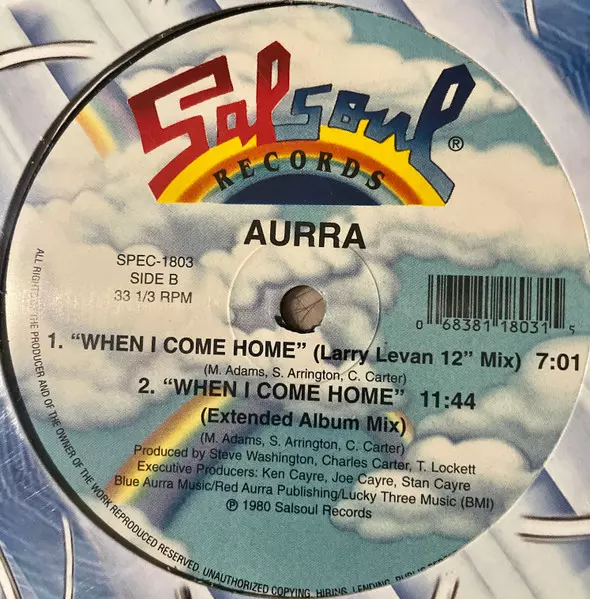 Salsoul®
RECORDS
AURRA
SPEC-1803
SIDE B
33 1/3 RPM
0 68381 18031 5
1. “WHEN I COME HOME” (Larry Levan 12” Mix) 7:01
(M. Adams, S. Arrington, C. Carter)
2. “WHEN I COME HOME” 11:44
(Extended Album Mix)
(M. Adams, S. Arrington, C. Carter)
Produced by Steve Washington, Charles Carter, T. Lockett
Executive Producers: Ken Cayre, Joe Cayre, Stan Cayre
Blue Aurra Music/Red Aurra Publishing/Lucky Three Music (BMI)
℗ 1980 Salsoul Records
ALL RIGHTS OF THE PRODUCER AND OF THE OWNER OF THE WORK REPRODUCED RESERVED. UNAUTHORIZED COPYING, HIRING, LENDING, PUBLIC